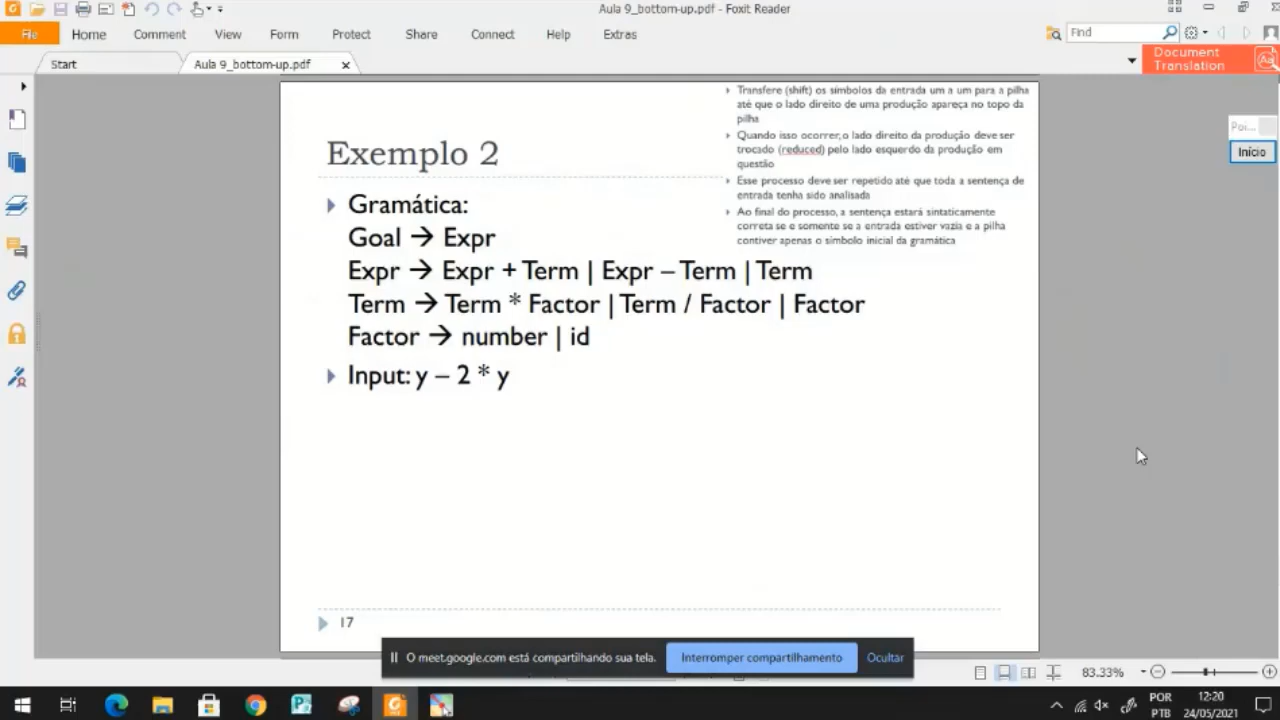 Aula 9_bottom-up.pdf - Foxit Reader
File Home Comment View Form Protect Share Connect Help Extras
Find
Start
Aula 9_bottom-up.pdf
Document
Translation
Início
Transfere (shift) os símbolos da entrada um a um para a pilha
até que o lado direito de uma produção apareça no topo da
pilha
Quando isso ocorrer, o lado direito da produção deve ser
trocado (reduced) pelo lado esquerdo da produção em
questão
Esse processo deve ser repetido até que toda a sentença de
entrada tenha sido analisada
Ao final do processo, a sentença estará sintaticamente
correta se e somente se a entrada estiver vazia e a pilha
contiver apenas o símbolo inicial da gramática
Exemplo 2
Gramática:
Goal → Expr
Expr → Expr + Term | Expr – Term | Term
Term → Term * Factor | Term / Factor | Factor
Factor → number | id
Input: y – 2 * y
17
O meet.google.com está compartilhando sua tela.
Interromper compartilhamento
Ocultar
83.33%
POR
PTB
12:20
24/05/2021